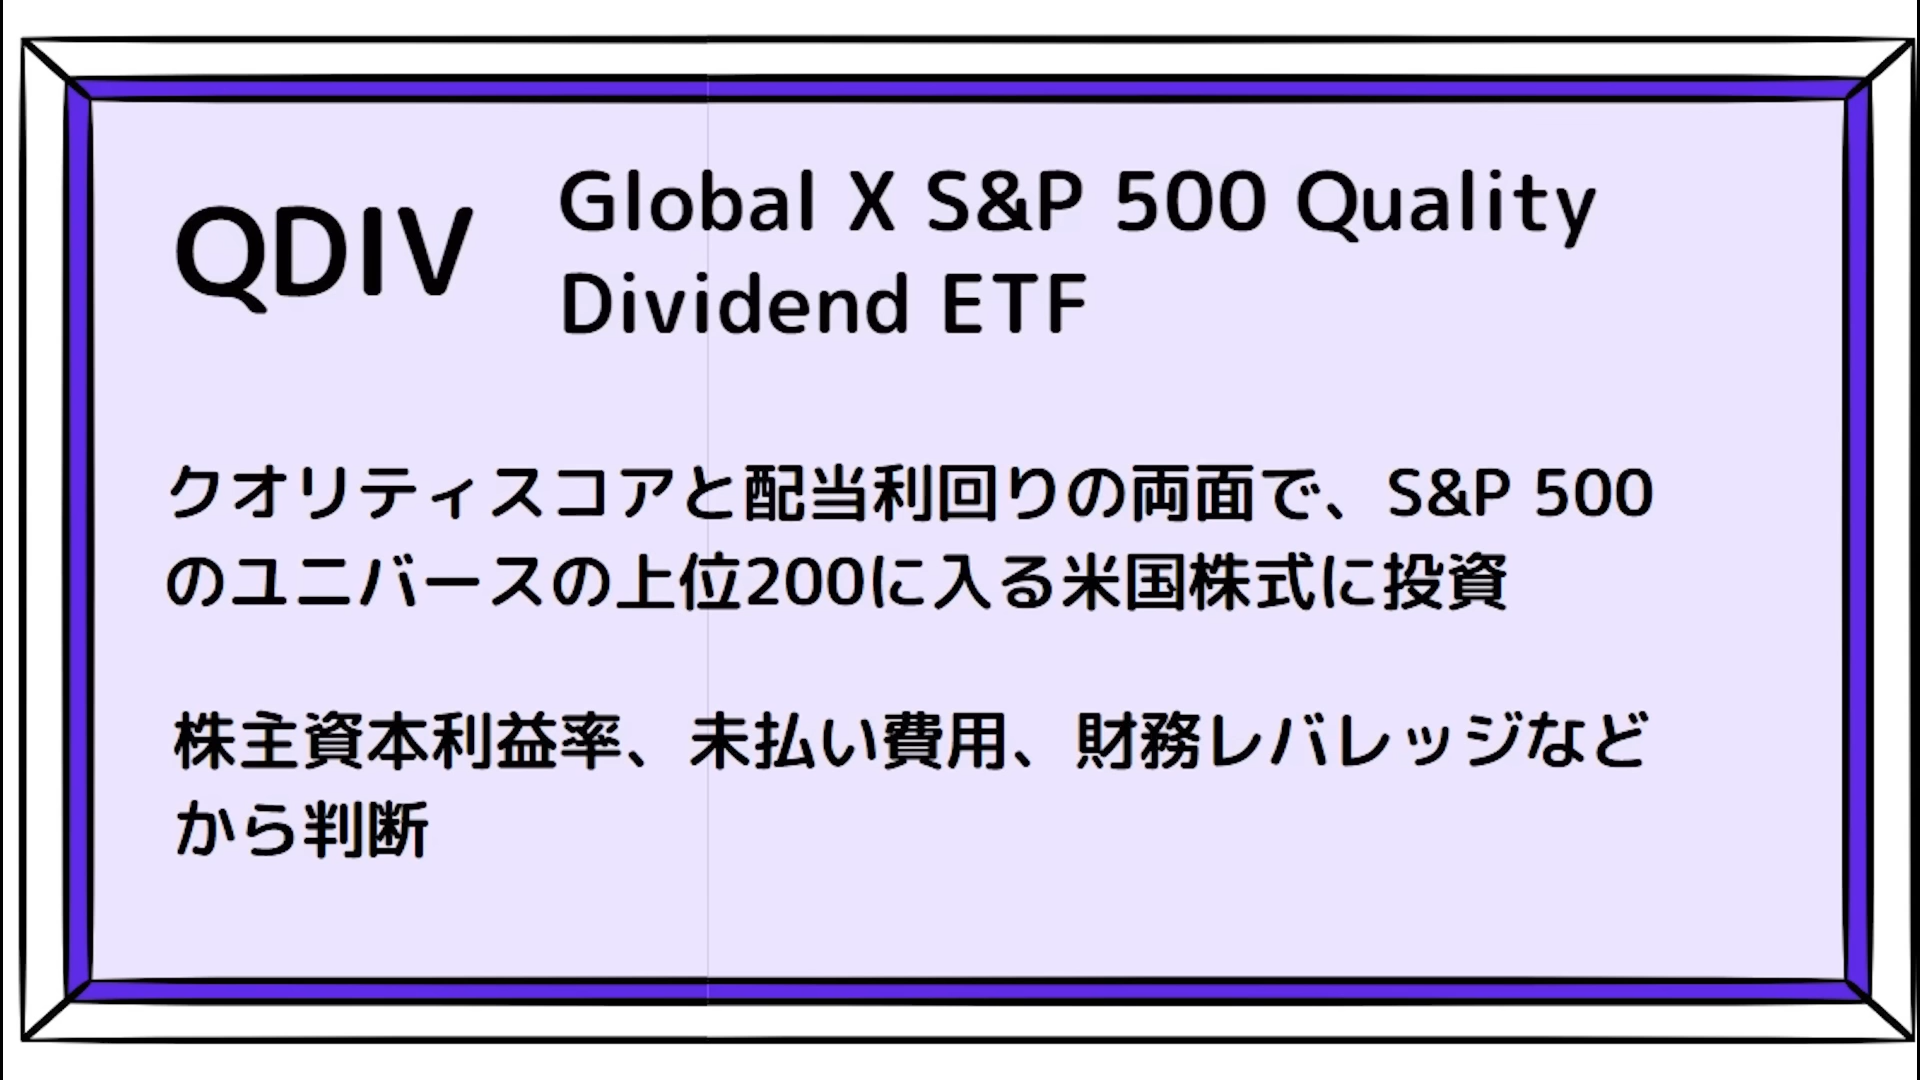 QDIV
Global X S&P 500 Quality
Dividend ETF
クオリティスコアと配当利回りの両面で、S&P 500
のユニバースの上位200に入る米国株式に投資
株主資本利益率、未払い費用、財務レバレッジなど
から判断